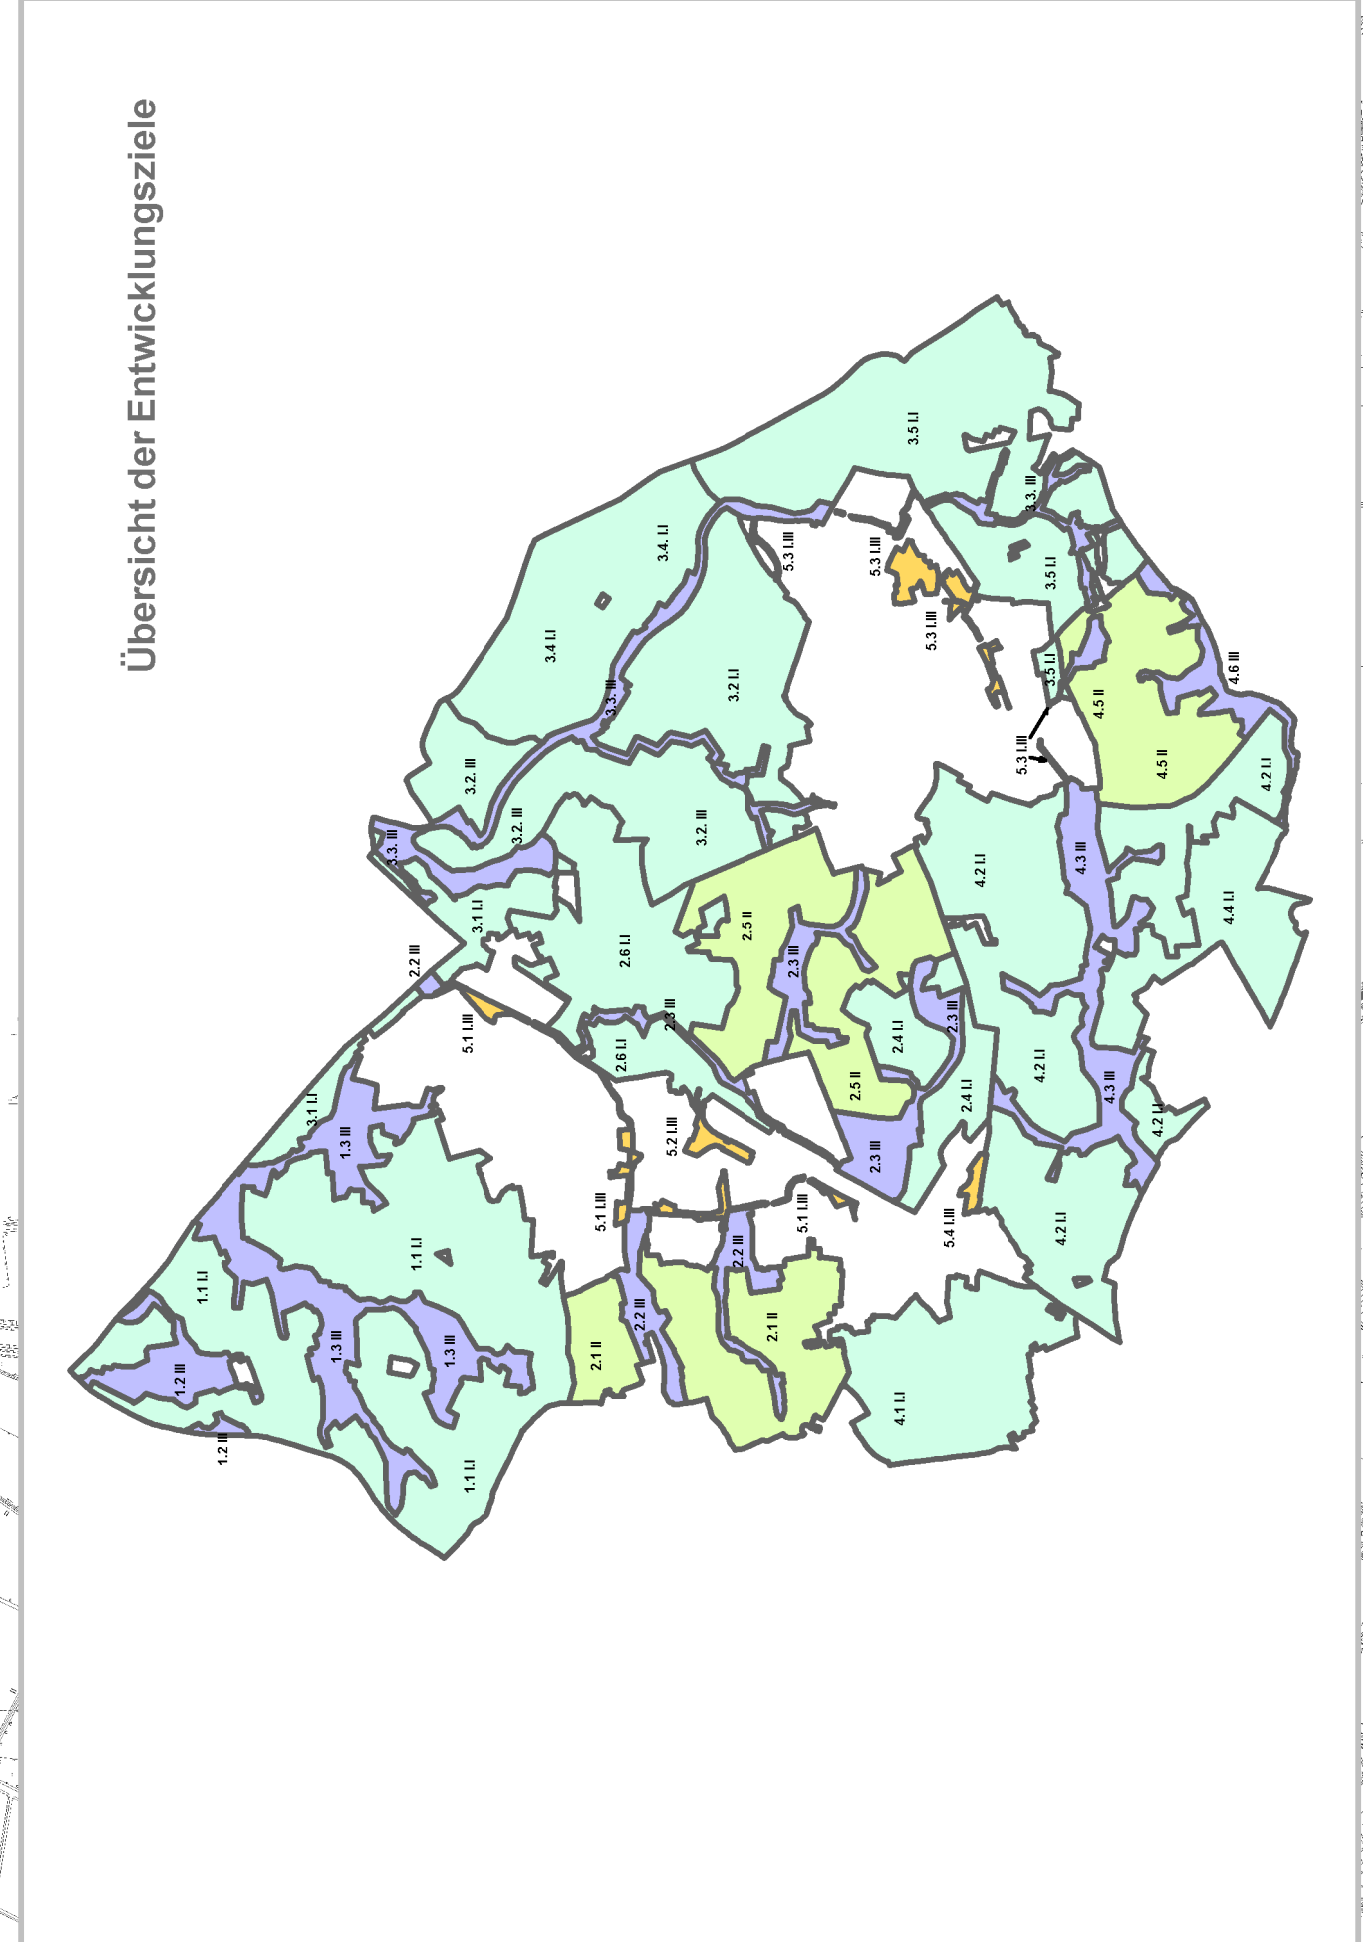 Übersicht der Entwicklungsziele
1.2 III
1.1 I.I
1.2 III
3.1 I.I
1.3 III
1.3 III
3.3. III
2.2 III
1.1 I.I
1.3 III
5.1 I.III
1.1 I.I
3.2. III
3.1 I.I
3.2. III
3.4 I.I
2.1 II
5.1 I.III
3.3. III
2.6 I.I
2.6 I.I
2.2 III
3.4. I.I
2.3 III
5.2 I.III
3.2. III
3.2 I.I
2.2 III
2.5 II
2.1 II
5.3 I.III
2.3 III
5.1 I.III
2.5 II
5.3 I.III
2.3 III
2.4 I.I
4.1 I.I
3.5 I.I
5.3 I.III
5.4 I.III
2.3 III
2.4 I.I
4.2 I.I
5.3 I.III
3.3. III
4.2 I.I
3.5 I.I
3.5 I.I
4.2 I.I
4.3 III
4.5 II
4.3 III
4.2 I.I
4.5 II
4.4 I.I
4.6 III
4.2 I.I